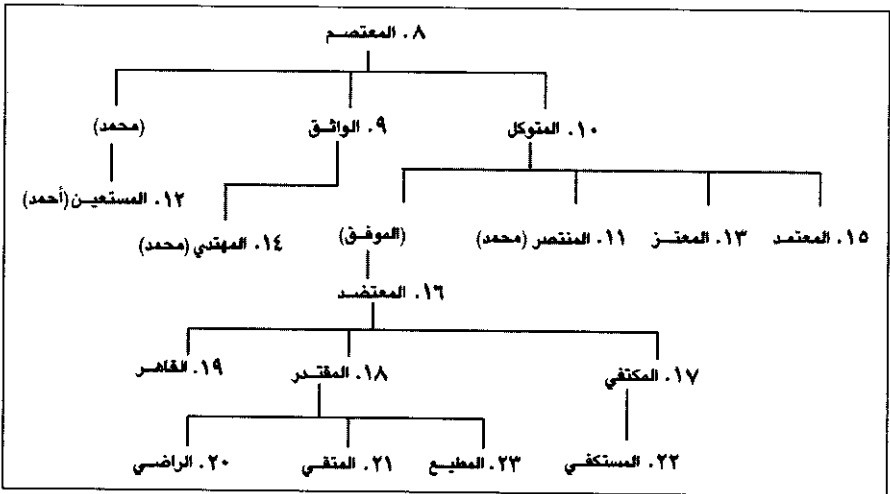 ٨. المعتصم
١٠. المتوكل ٩. الواثق (محمد)
١٢. المستعين (أحمد)
١٥. المعتمد ١٣. المعتز ١١. المنتصر (محمد) (الموفق) ١٤. المهتدي (محمد)
١٦. المعتضد
١٧. المكتفي ١٨. المقتدر ١٩. القاهر
٢٢. المستكفي ٢٣. المطيع ٢١. المتقي ٢٠. الراضي